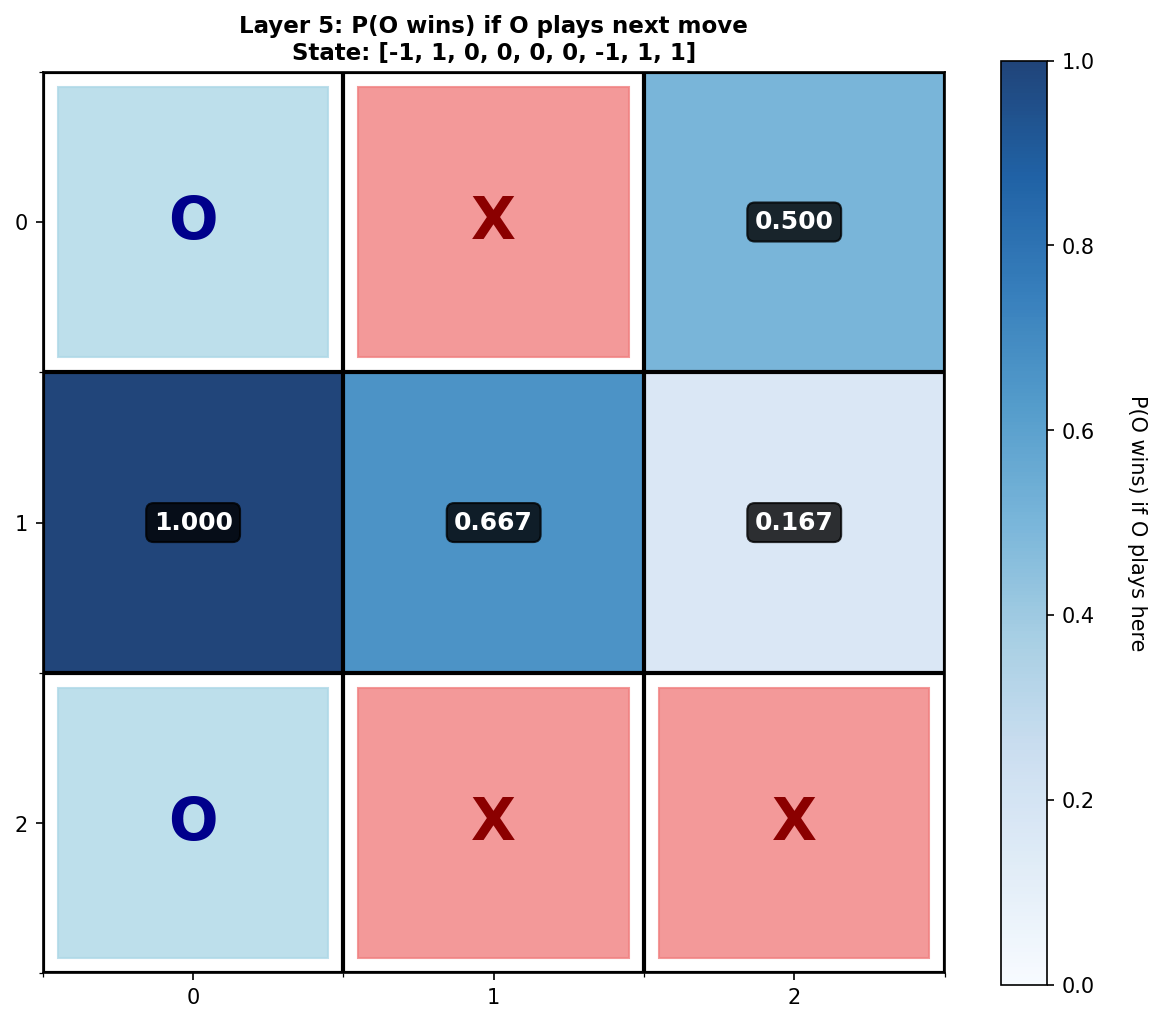 Layer 5: P(O wins) if O plays next move
State: [-1, 1, 0, 0, 0, 0, -1, 1, 1]
0
O
X
0.500
1
1.000
0.667
0.167
2
O
X
X
0
1
2
1.0
0.8
0.6
0.4
0.2
0.0
P(O wins) if O plays here